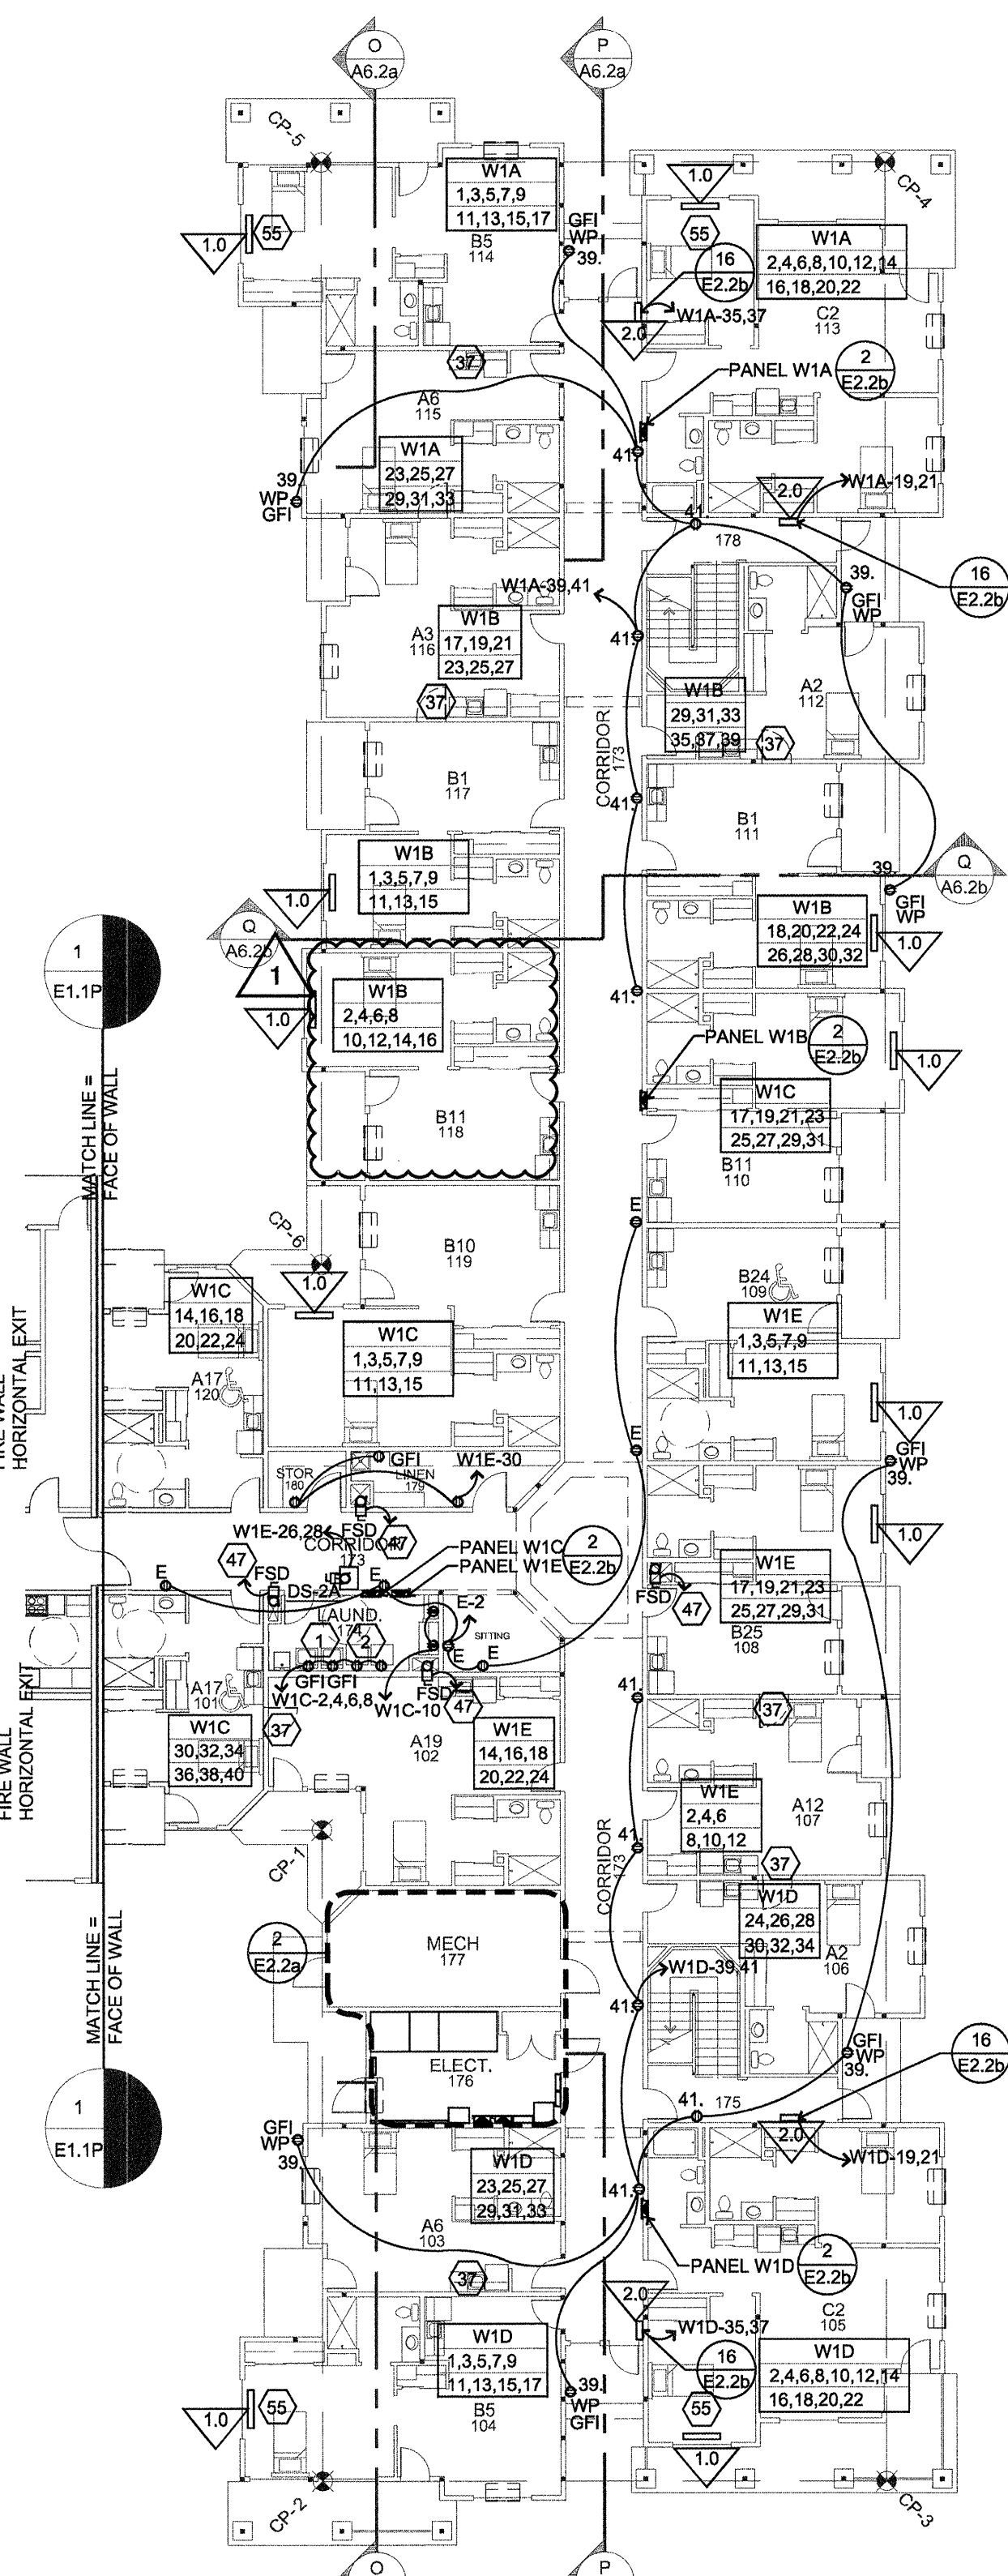 O
A6.2a
P
A6.2a
CP-5
W1A
1,3,5,7,9
11,13,15,17
B5
114
55
1.0
GFI
WP
39.
1.0
55
CP-4
16
E2.2b
W1A
2,4,6,8,10,12,14
16,18,20,22
C2
113
W1A-35,37
2.0
37
A6
115
PANEL W1A
2
E2.2b
W1A
23,25,27
29,31,33
39.
WP
GFI
41.
2.0
W1A-19,21
41.
178
16
E2.2b
39.
GFI
WP
W1A-39,41
41.
A3
116
W1B
17,19,21
23,25,27
37
A2
112
W1B
29,31,33
35,37,39
37
CORRIDOR
173
B1
117
41.
B1
111
W1B
1,3,5,7,9
11,13,15
1.0
39.
GFI
WP
Q
A6.2b
Q
A6.2b
W1B
18,20,22,24
26,28,30,32
1.0
1
E1.1P
1
1.0
W1B
2,4,6,8
10,12,14,16
41.
PANEL W1B
2
E2.2b
1.0
W1C
17,19,21,23
25,27,29,31
B11
118
B11
110
MATCH LINE =
FACE OF WALL
CP-6
E
B10
119
1.0
B24
109
W1C
14,16,18
20,22,24
W1C
1,3,5,7,9
11,13,15
W1E
1,3,5,7,9
11,13,15
A17
120
FIRE WALL
HORIZONTAL EXIT
1.0
E
GFI
STOR
180
LINEN
179
W1E-30
GFI
WP
39.
1.0
W1E-26,28
FSD
47
CORRIDOR
173
PANEL W1C
PANEL W1E
2
E2.2b
47
FSD
E
DS-2A
E
W1E
17,19,21,23
25,27,29,31
B25
108
FSD
47
LAUND.
174
E-2
SITTING
1
2
E
E
GFI
GFI
W1C-2,4,6,8
W1C-10
FSD
47
A17
101
37
W1C
30,32,34
36,38,40
A19
102
W1E
14,16,18
20,22,24
41.
37
FIRE WALL
HORIZONTAL EXIT
W1E
2,4,6
8,10,12
A12
107
CP-1
41.
CORRIDOR
173
37
W1D
24,26,28
30,32,34
A2
106
2
E2.2a
MECH
177
W1D-39,41
41.
MATCH LINE =
FACE OF WALL
ELECT.
176
GFI
WP
39.
16
E2.2b
1
E1.1P
41.
175
2.0
W1D-19,21
GFI
WP
39.
W1D
23,25,27
29,31,33
41.
A6
103
PANEL W1D
2
E2.2b
37
2.0
W1D-35,37
C2
105
W1D
1,3,5,7,9
11,13,15,17
B5
104
16
E2.2b
W1D
2,4,6,8,10,12,14
16,18,20,22
39.
WP
GFI
55
1.0
55
1.0
CP-2
CP-3
O
P